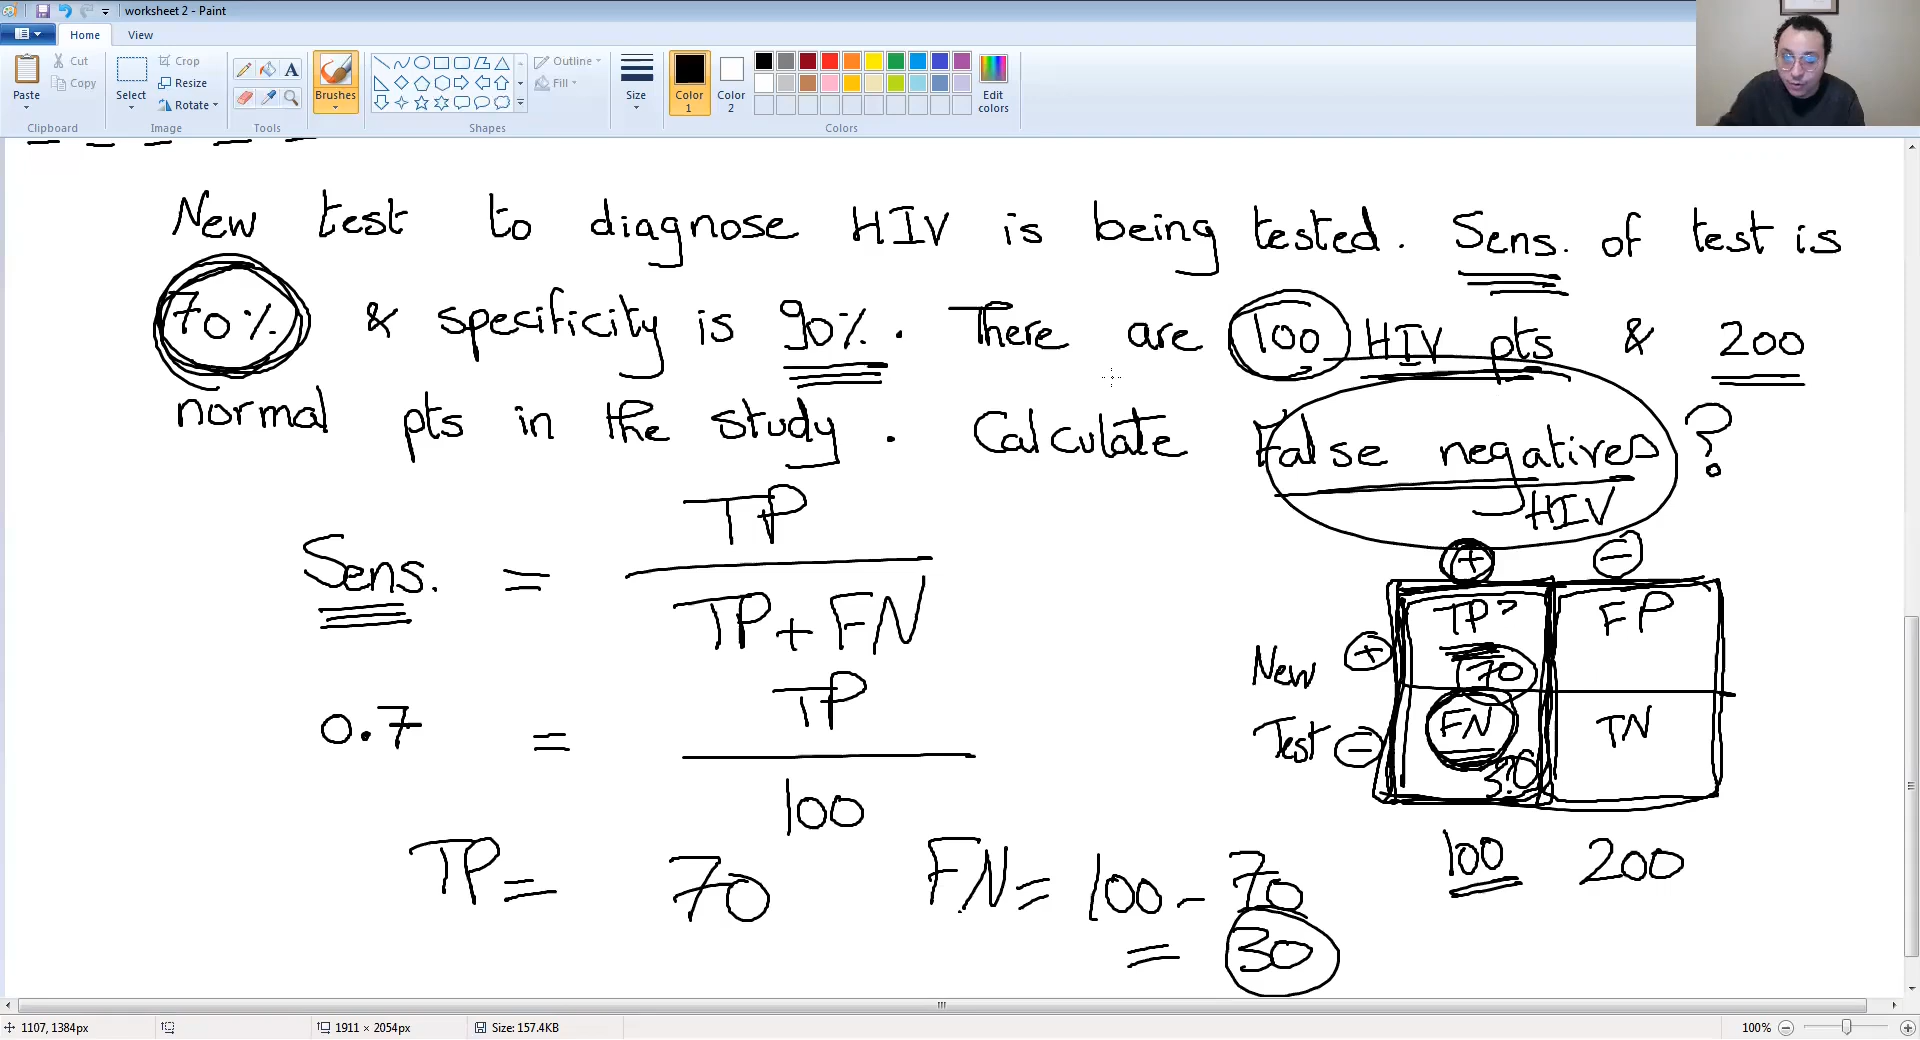 worksheet 2 - Paint
Home View
Paste Cut Copy Select Crop Resize Rotate A Brushes Outline Fill Size Color 1 Color 2 Edit colors
Clipboard Image Tools Shapes Colors
New test to diagnose HIV is being tested. Sens. of test is
70% & specificity is 90%. There are 100 HIV pts & 200
normal pts in the study. Calculate False negatives?
HIV
+ −
Sens. = TP
TP + FN
0.7 = TP
100
TP = 70 FN = 100 - 70
= 30
New Test
+ TP? 70 FP
− FN 30 TN
100 200
1107, 1384px 1911 × 2054px Size: 157.4KB 100%